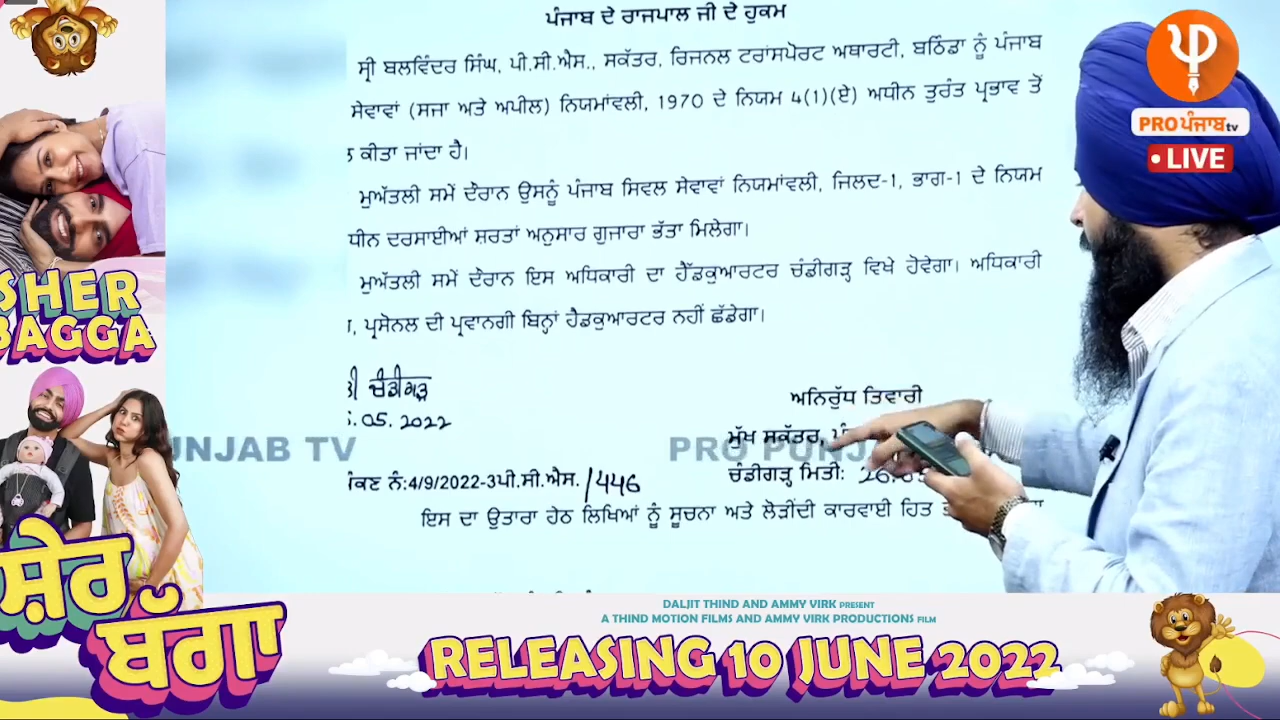 ਪੰਜਾਬ ਦੇ ਰਾਜਪਾਲ ਜੀ ਦੇ ਹੁਕਮ
ਸ੍ਰੀ ਬਲਵਿੰਦਰ ਸਿੰਘ, ਪੀ.ਸੀ.ਐਸ., ਸਕੱਤਰ, ਰਿਜਨਲ ਟਰਾਂਸਪੋਰਟ ਅਥਾਰਟੀ, ਬਠਿੰਡਾ ਨੂੰ ਪੰਜਾਬ
ਸੇਵਾਵਾਂ (ਸਜਾ ਅਤੇ ਅਪੀਲ) ਨਿਯਮਾਂਵਲੀ, 1970 ਦੇ ਨਿਯਮ 4(1)(ਏ) ਅਧੀਨ ਤੁਰੰਤ ਪ੍ਰਭਾਵ ਤੋਂ
ਕੀਤਾ ਜਾਂਦਾ ਹੈ।
ਮੁਅੱਤਲੀ ਸਮੇਂ ਦੌਰਾਨ ਉਸਨੂੰ ਪੰਜਾਬ ਸਿਵਲ ਸੇਵਾਵਾਂ ਨਿਯਮਾਂਵਲੀ, ਜਿਲਦ-1, ਭਾਗ-1 ਦੇ ਨਿਯਮ
ਧੀਨ ਦਰਸਾਈਆਂ ਸ਼ਰਤਾਂ ਅਨੁਸਾਰ ਗੁਜਾਰਾ ਭੱਤਾ ਮਿਲੇਗਾ।
ਮੁਅੱਤਲੀ ਸਮੇਂ ਦੌਰਾਨ ਇਸ ਅਧਿਕਾਰੀ ਦਾ ਹੈੱਡਕੁਆਰਟਰ ਚੰਡੀਗੜ੍ਹ ਵਿਖੇ ਹੋਵੇਗਾ। ਅਧਿਕਾਰੀ
, ਪ੍ਰਸੋਨਲ ਦੀ ਪ੍ਰਵਾਨਗੀ ਬਿਨ੍ਹਾਂ ਹੈਡਕੁਆਰਟਰ ਨਹੀਂ ਛੱਡੇਗਾ।
ਚੰਡੀਗੜ
.05.2022
ਅਨਿਰੁੱਧ ਤਿਵਾਰੀ
ਮੁੱਖ ਸਕੱਤਰ,
ਚੰਡੀਗੜ੍ਹ ਮਿਤੀ: 26.
ਕਣ ਨੰ:4/9/2022-3ਪੀ.ਸੀ.ਐਸ./446
ਇਸ ਦਾ ਉਤਾਰਾ ਹੇਠ ਲਿਖਿਆਂ ਨੂੰ ਸੂਚਨਾ ਅਤੇ ਲੋੜੀਂਦੀ ਕਾਰਵਾਈ ਹਿਤ
UNJAB TV
PRO PUNJAB
PRO ਪੰਜਾਬ tv
• LIVE
SHER
BAGGA
ਸ਼ੇਰ
ਬੱਗਾ
DALJIT THIND AND AMMY VIRK PRESENT
A THIND MOTION FILMS AND AMMY VIRK PRODUCTIONS FILM
RELEASING 10 JUNE 2022